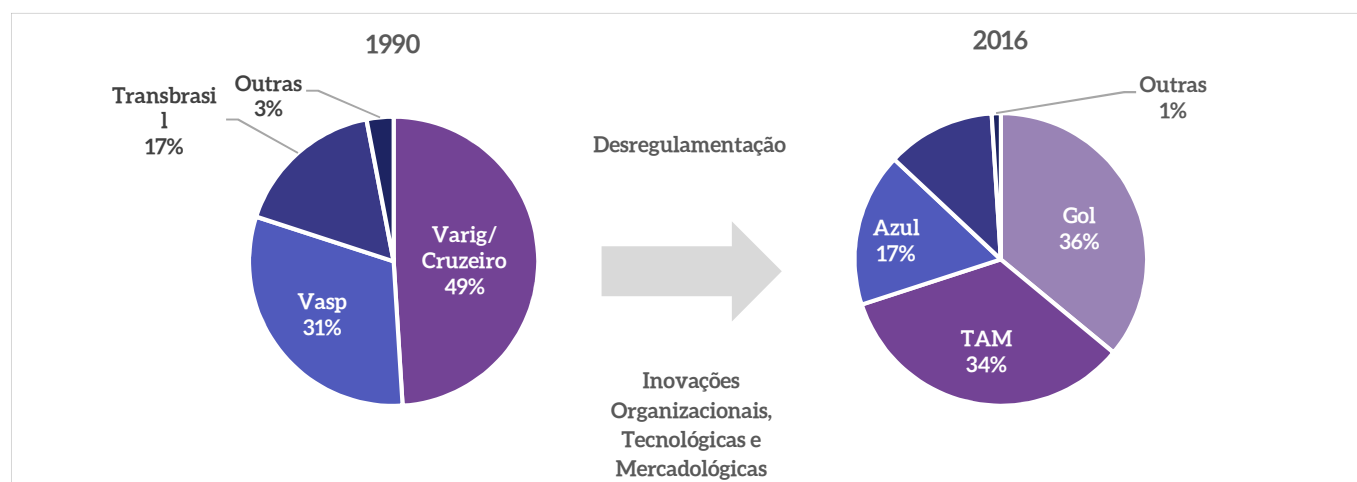 1990
Transbrasi
l
17%
Outras
3%
Varig/
Cruzeiro
49%
Vasp
31%
Desregulamentação
Inovações
Organizacionais,
Tecnológicas e
Mercadológicas
2016
Outras
1%
Gol
36%
Azul
17%
TAM
34%